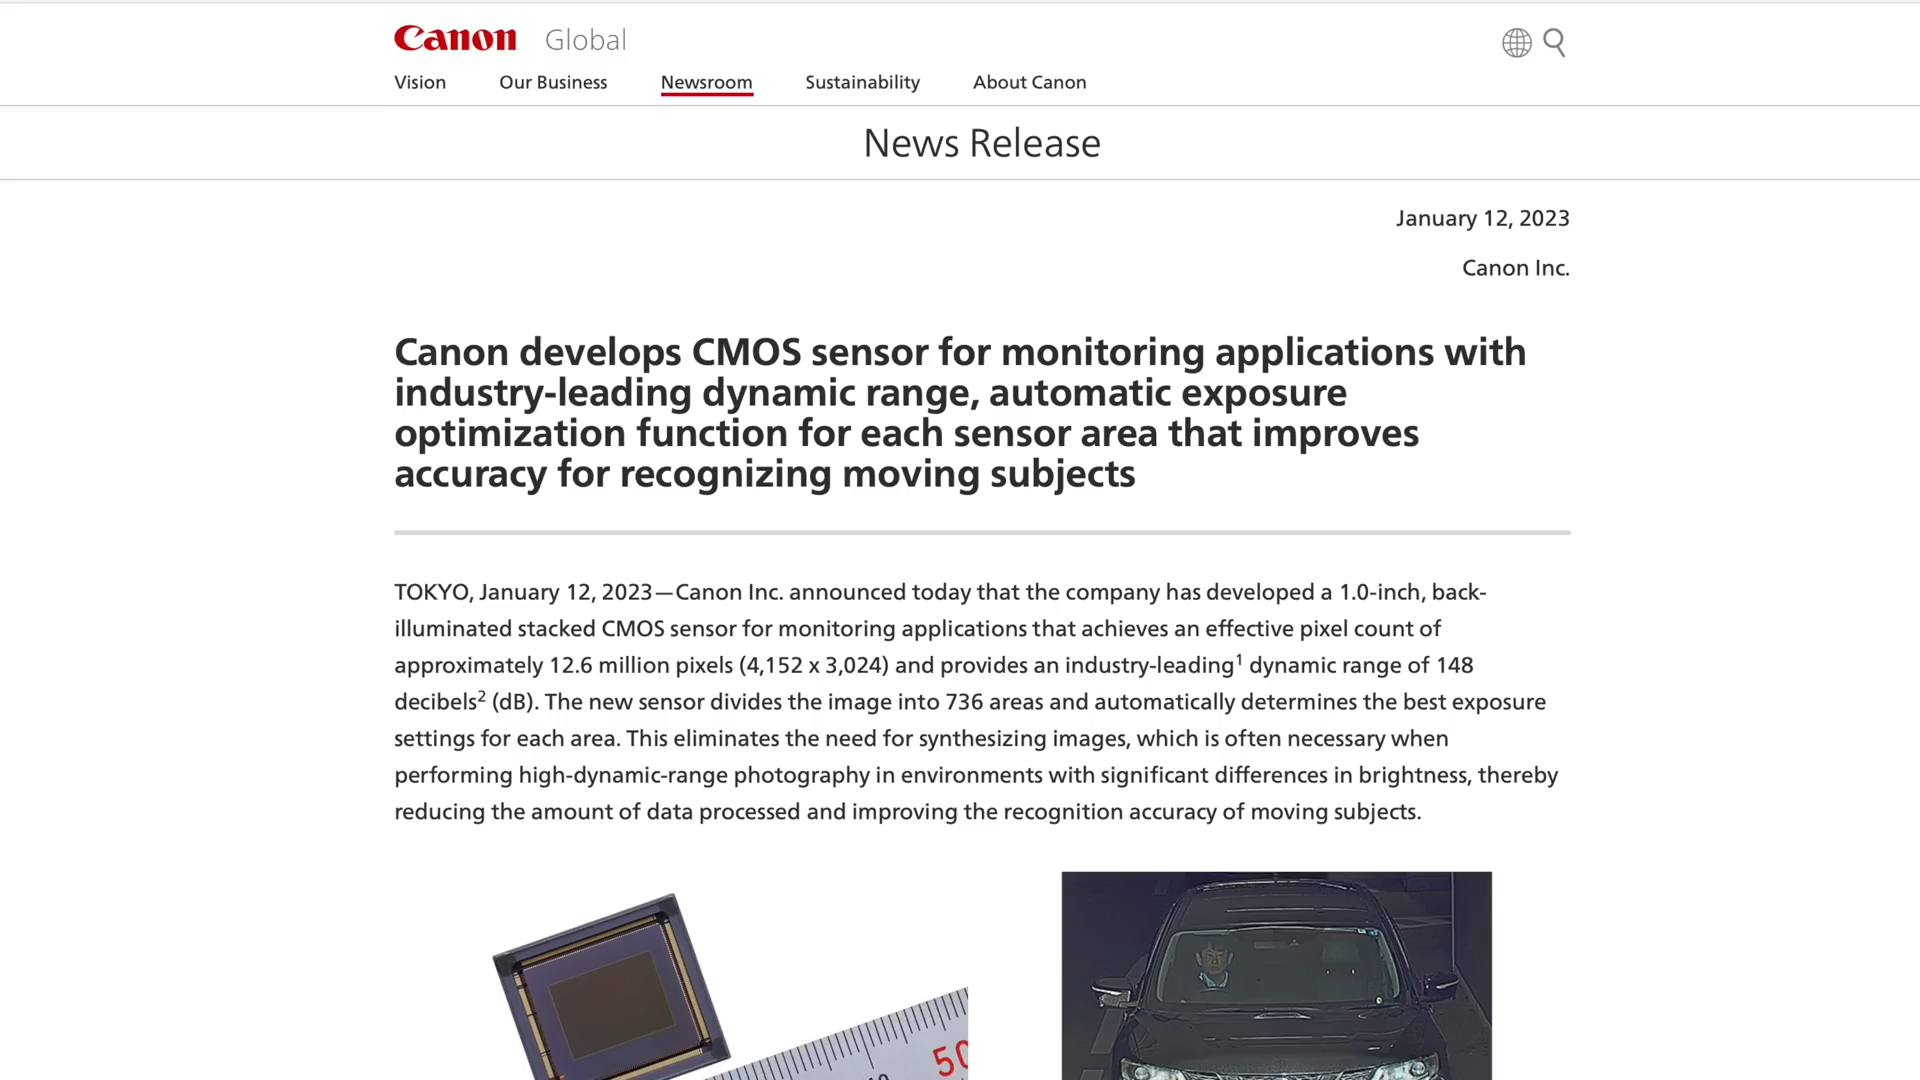 Canon Global
Vision Our Business Newsroom Sustainability About Canon
News Release
January 12, 2023
Canon Inc.
Canon develops CMOS sensor for monitoring applications with
industry-leading dynamic range, automatic exposure
optimization function for each sensor area that improves
accuracy for recognizing moving subjects
TOKYO, January 12, 2023—Canon Inc. announced today that the company has developed a 1.0-inch, back-
illuminated stacked CMOS sensor for monitoring applications that achieves an effective pixel count of
approximately 12.6 million pixels (4,152 x 3,024) and provides an industry-leading1 dynamic range of 148
decibels2 (dB). The new sensor divides the image into 736 areas and automatically determines the best exposure
settings for each area. This eliminates the need for synthesizing images, which is often necessary when
performing high-dynamic-range photography in environments with significant differences in brightness, thereby
reducing the amount of data processed and improving the recognition accuracy of moving subjects.
50